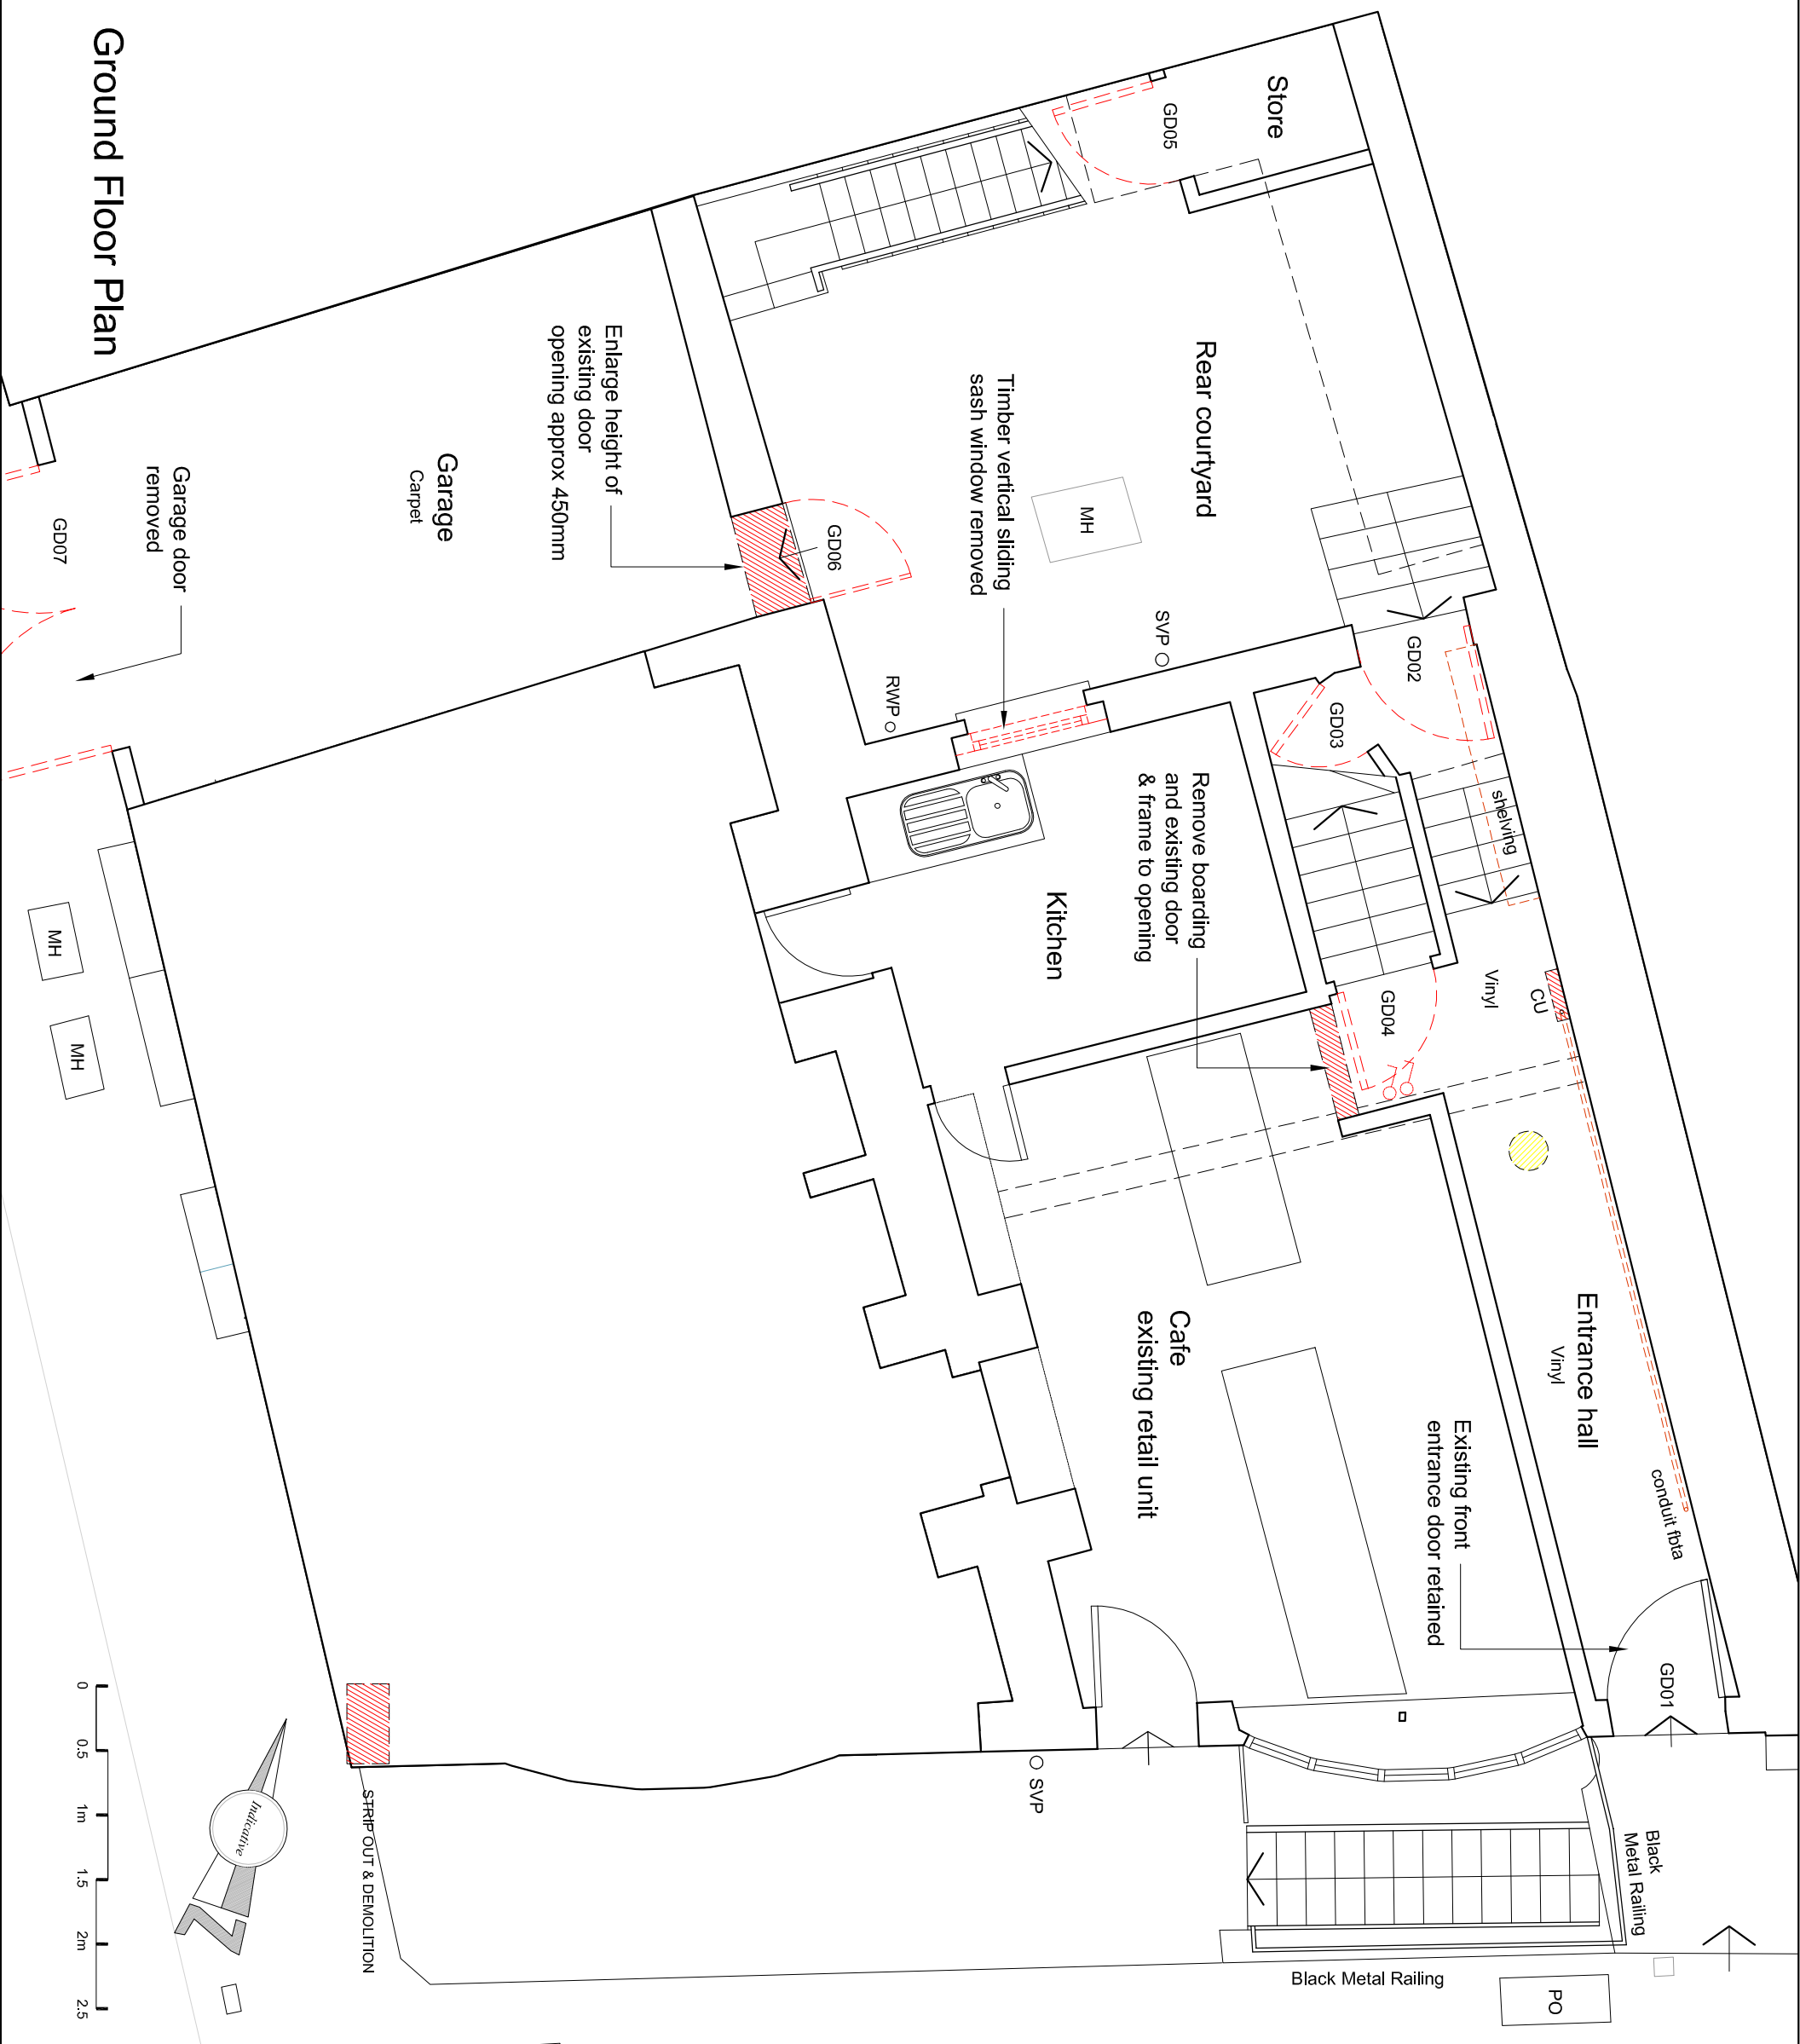 Store
GD05
Rear courtyard
MH
GD02
GD03
shelving
SVP
RWP
Timber vertical sliding
sash window removed
GD06
Enlarge height of
existing door
opening approx 450mm
Garage
Carpet
Garage door
removed
GD07
Remove boarding
and existing door
& frame to opening
Kitchen
Vinyl
CU
GD04
Entrance hall
Vinyl
conduit fbta
Cafe
existing retail unit
Existing front
entrance door retained
GD01
MH
MH
SVP
Black
Metal Railing
Black Metal Railing
PO
STRIP OUT & DEMOLITION
Indicative
N
0
0.5
1m
1.5
2m
2.5
Ground Floor Plan